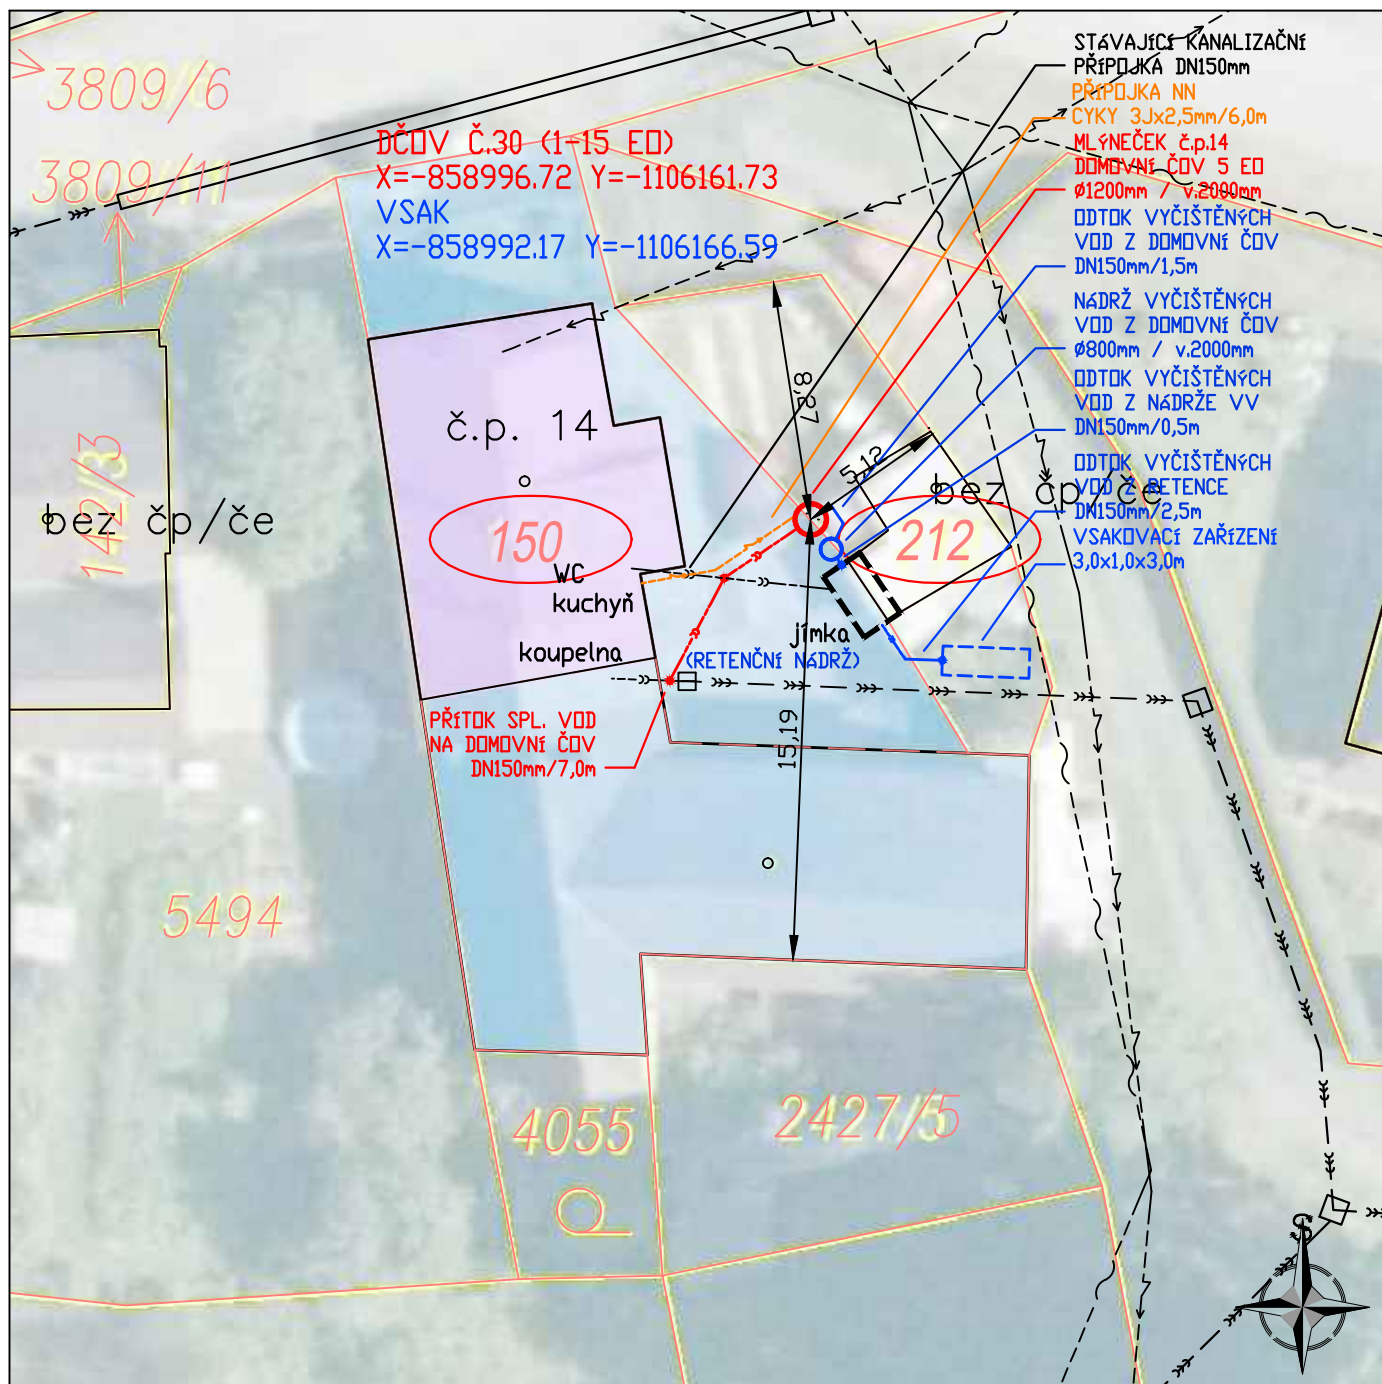 3809/6
3809/11
DČOV Č.30 (1-15 EO)
X=-858996.72 Y=-1106161.73
VSAK
X=-858992.17 Y=-1106166.59
STÁVAJÍCÍ KANALIZAČNÍ
PŘÍPOJKA DN150mm
PŘÍPOJKA NN
CYKY 3Jx2,5mm/6,0m
MLÝNEČEK č.p.14
DOMOVNÍ ČOV 5 EO
Ø1200mm / v.2000mm
ODTOK VYČIŠTĚNÝCH
VOD Z DOMOVNÍ ČOV
DN150mm/1,5m
NÁDRŽ VYČIŠTĚNÝCH
VOD Z DOMOVNÍ ČOV
Ø800mm / v.2000mm
ODTOK VYČIŠTĚNÝCH
VOD Z NÁDRŽE VV
DN150mm/0,5m
ODTOK VYČIŠTĚNÝCH
VOD Z RETENCE
DN150mm/2,5m
VSAKOVACÍ ZAŘÍZENÍ
3,0x1,0x3,0m
8,27
5,12
č.p. 14
142/3
bez čp/če
bez čp/če
150
212
WC
kuchyň
koupelna
jímka
(RETENČNÍ NÁDRŽ)
PŘÍTOK SPL. VOD
NA DOMOVNÍ ČOV
DN150mm/7,0m
15,19
5494
4055
2427/5